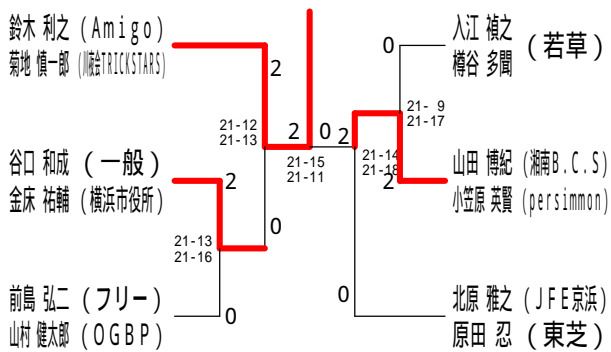 鈴木 利之 (Amigo)
菊地 慎一郎 (川柳会TRICKSTARS)
2
21-12
21-13
谷口 和成 (一般)
金床 祐輔 (横浜市役所)
2
21-13
21-16
0
前島 弘二 (フリー)
山村 健太郎 (OGBP)
0
2
0
21-15
21-11
0
入江 禎之 (若草)
樽谷 多聞
21- 9
21-17
2
21-14
21-18
2
山田 博紀 (湘南B.C.S)
小笠原 英賢 (persimmon)
0
北原 雅之 (JFE京浜)
原田 忍 (東芝)